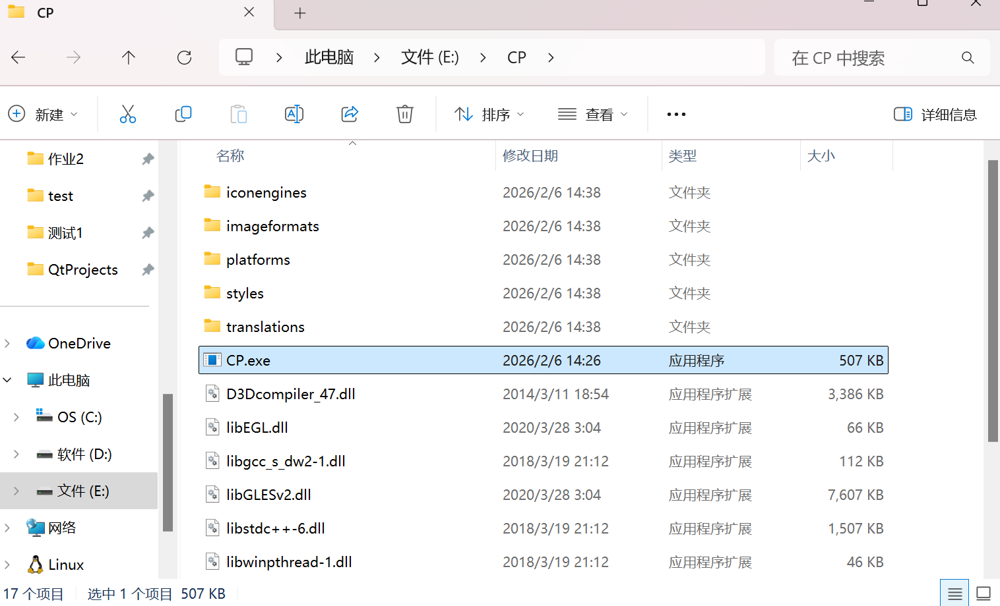 CP
此电脑 文件 (E:) CP
在 CP 中搜索
新建 排序 查看 详细信息
作业2
test
测试1
QtProjects
OneDrive
此电脑
OS (C:)
软件 (D:)
文件 (E:)
网络
Linux
名称 修改日期 类型 大小
iconengines 2026/2/6 14:38 文件夹
imageformats 2026/2/6 14:38 文件夹
platforms 2026/2/6 14:38 文件夹
styles 2026/2/6 14:38 文件夹
translations 2026/2/6 14:38 文件夹
CP.exe 2026/2/6 14:26 应用程序 507 KB
D3Dcompiler_47.dll 2014/3/11 18:54 应用程序扩展 3,386 KB
libEGL.dll 2020/3/28 3:04 应用程序扩展 66 KB
libgcc_s_dw2-1.dll 2018/3/19 21:12 应用程序扩展 112 KB
libGLESv2.dll 2020/3/28 3:04 应用程序扩展 7,607 KB
libstdc++-6.dll 2018/3/19 21:12 应用程序扩展 1,507 KB
libwinpthread-1.dll 2018/3/19 21:12 应用程序扩展 46 KB
17 个项目 选中 1 个项目 507 KB